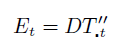 E_t = DT''_{•t}